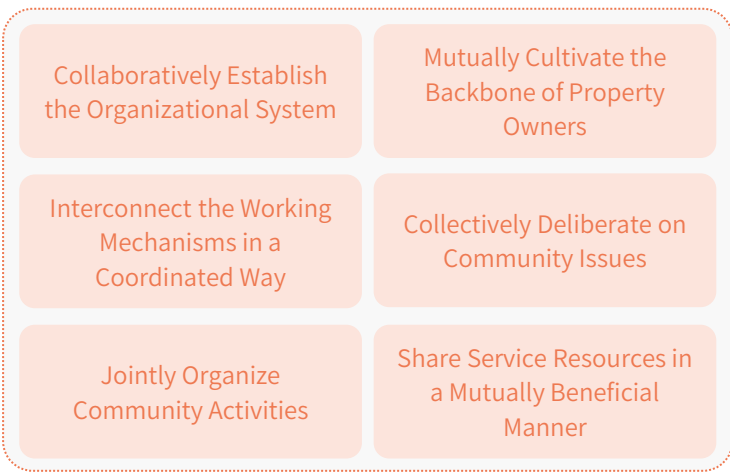 Collaboratively Establish
the Organizational System
Mutually Cultivate the
Backbone of Property
Owners
Interconnect the Working
Mechanisms in a
Coordinated Way
Collectively Deliberate on
Community Issues
Jointly Organize
Community Activities
Share Service Resources in
a Mutually Beneficial
Manner